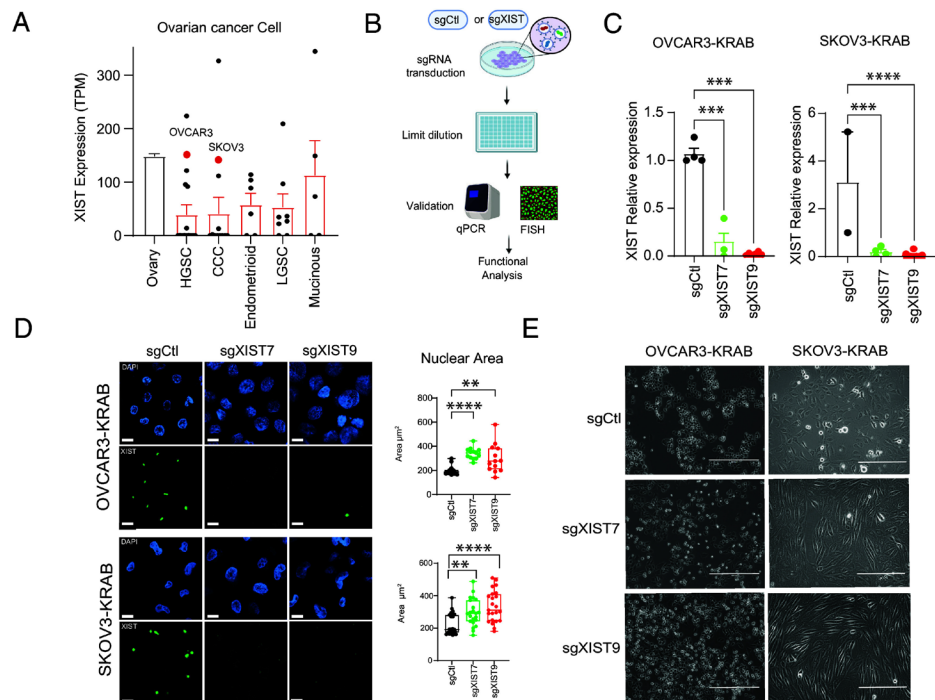 A
Ovarian cancer Cell
XIST Expression (TPM)
300
200
100
0
OVCAR3
SKOV3
Ovary
HGSC
CCC
Endometrioid
LGSC
Mucinous
B
sgCtl or sgXIST
sgRNA
transduction
Limit dilution
Validation
qPCR
FISH
Functional
Analysis
C
OVCAR3-KRAB
XIST Relative expression
1.5
1.0
0.5
0.0
***
***
sgCtl
sgXIST7
sgXIST9
SKOV3-KRAB
XIST Relative expression
6
4
2
0
****
***
sgCtl
sgXIST7
sgXIST9
D
sgCtl
sgXIST7
sgXIST9
OVCAR3-KRAB
DAPI
XIST
SKOV3-KRAB
DAPI
XIST
Nuclear Area
Area µm²
600
400
200
0
**
****
sgCtl
sgXIST7
sgXIST9
Area µm²
600
400
200
0
****
**
sgCtl
sgXIST7
sgXIST9
E
OVCAR3-KRAB
SKOV3-KRAB
sgCtl
sgXIST7
sgXIST9